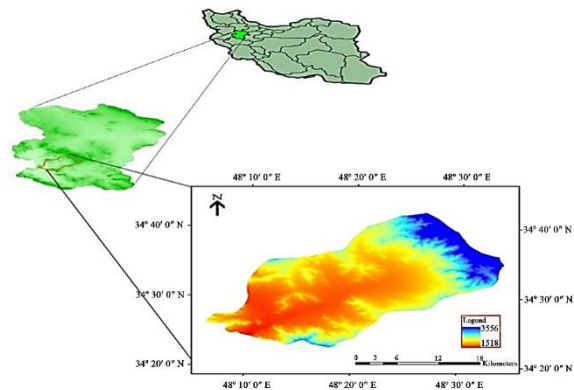 48° 10' 0" E 48° 20' 0" E 48° 30' 0" E
N
34° 40' 0" N 34° 40' 0" N
34° 30' 0" N 34° 30' 0" N
34° 20' 0" N 34° 20' 0" N
Legend
3556
1518
0 3 6 12 18
Kilometres
48° 10' 0" E 48° 20' 0" E 48° 30' 0" E